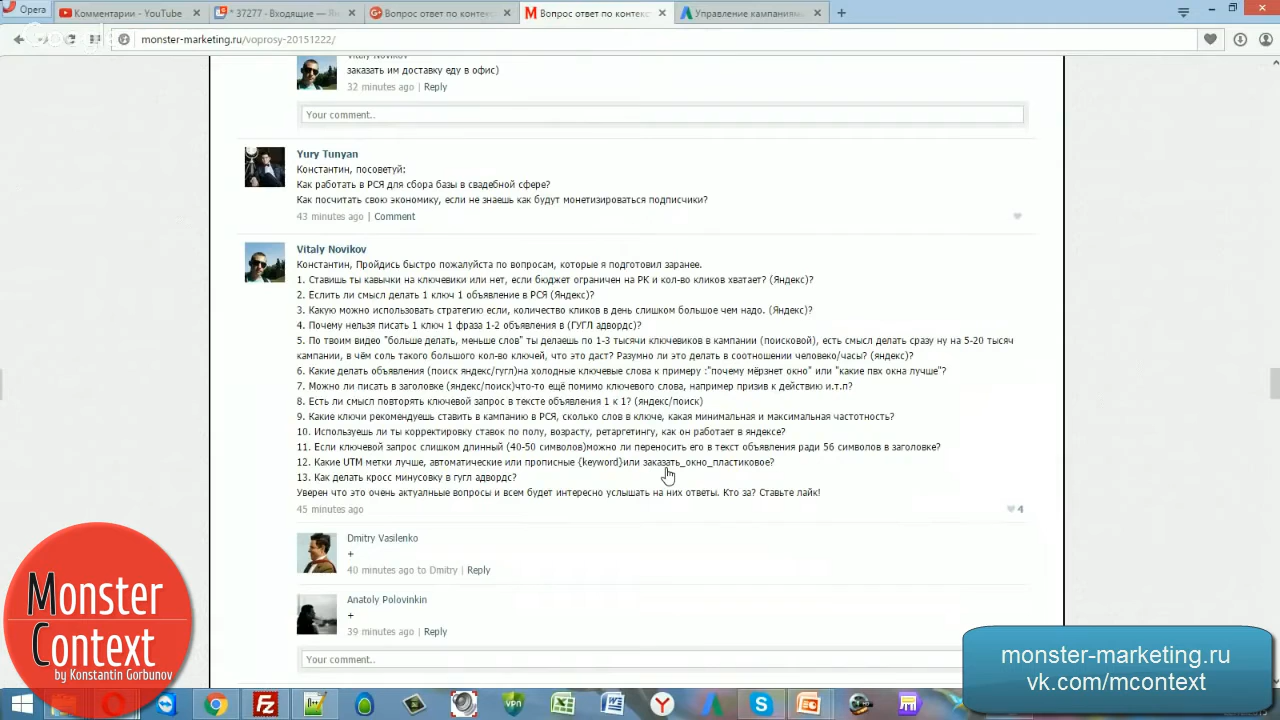 Opera
Комментарии - YouTube
* 37277 - Входящие — Ян
Вопрос ответ по контекс
Вопрос ответ по контекс
Управление кампаниям
monster-marketing.ru/voprosy-20151222/
Vitaly Novikov
заказать им доставку еду в офис)
32 minutes ago | Reply
Your comment..
Yury Tunyan
Константин, посоветуй:
Как работать в РСЯ для сбора базы в свадебной сфере?
Как посчитать свою экономику, если не знаешь как будут монетизироваться подписчики?
43 minutes ago | Comment
Vitaly Novikov
Константин, Пройдись быстро пожалуйста по вопросам, которые я подготовил заранее.
1. Ставишь ты кавычки на ключевики или нет, если бюджет ограничен на РК и кол-во кликов хватает? (Яндекс)?
2. Еслить ли смысл делать 1 ключ 1 объявление в РСЯ (Яндекс)?
3. Какую можно использовать стратегию если, количество кликов в день слишком большое чем надо. (Яндекс)?
4. Почему нельзя писать 1 ключ 1 фраза 1-2 объявления в (ГУГЛ адвордс)?
5. По твоим видео "больше делать, меньше слов" ты делаешь по 1-3 тысячи ключевиков в кампании (поисковой), есть смысл делать сразу ну на 5-20 тысяч
кампании, в чём соль такого большого кол-во ключей, что это даст? Разумно ли это делать в соотношении человеко/часы? (яндекс)?
6. Какие делать объявления (поиск яндекс/гугл)на холодные ключевые слова к примеру :"почему мёрзнет окно" или "какие пвх окна лучше"?
7. Можно ли писать в заголовке (яндекс/поиск)что-то ещё помимо ключевого слова, например призив к действию и.т.п?
8. Есть ли смысл повторять ключевой запрос в тексте объявления 1 к 1? (яндекс/поиск)
9. Какие ключи рекомендуешь ставить в кампанию в РСЯ, сколько слов в ключе, какая минимальная и максимальная частотность?
10. Используешь ли ты корректировку ставок по полу, возрасту, ретаргетингу, как он работает в яндексе?
11. Если ключевой запрос слишком длинный (40-50 символов)можно ли переносить его в текст объявления ради 56 символов в заголовке?
12. Какие UTM метки лучше, автоматические или прописные {keyword}или заказать_окно_пластиковое?
13. Как делать кросс минусовку в гугл адвордс?
Уверен что это очень актуалньые вопросы и всем будет интересно услышать на них ответы. Кто за? Ставьте лайк!
45 minutes ago
4
Dmitry Vasilenko
+
40 minutes ago to Dmitry | Reply
Anatoly Polovinkin
+
39 minutes ago | Reply
Your comment..
Monster
Context
by Konstantin Gorbunov
monster-marketing.ru
vk.com/mcontext